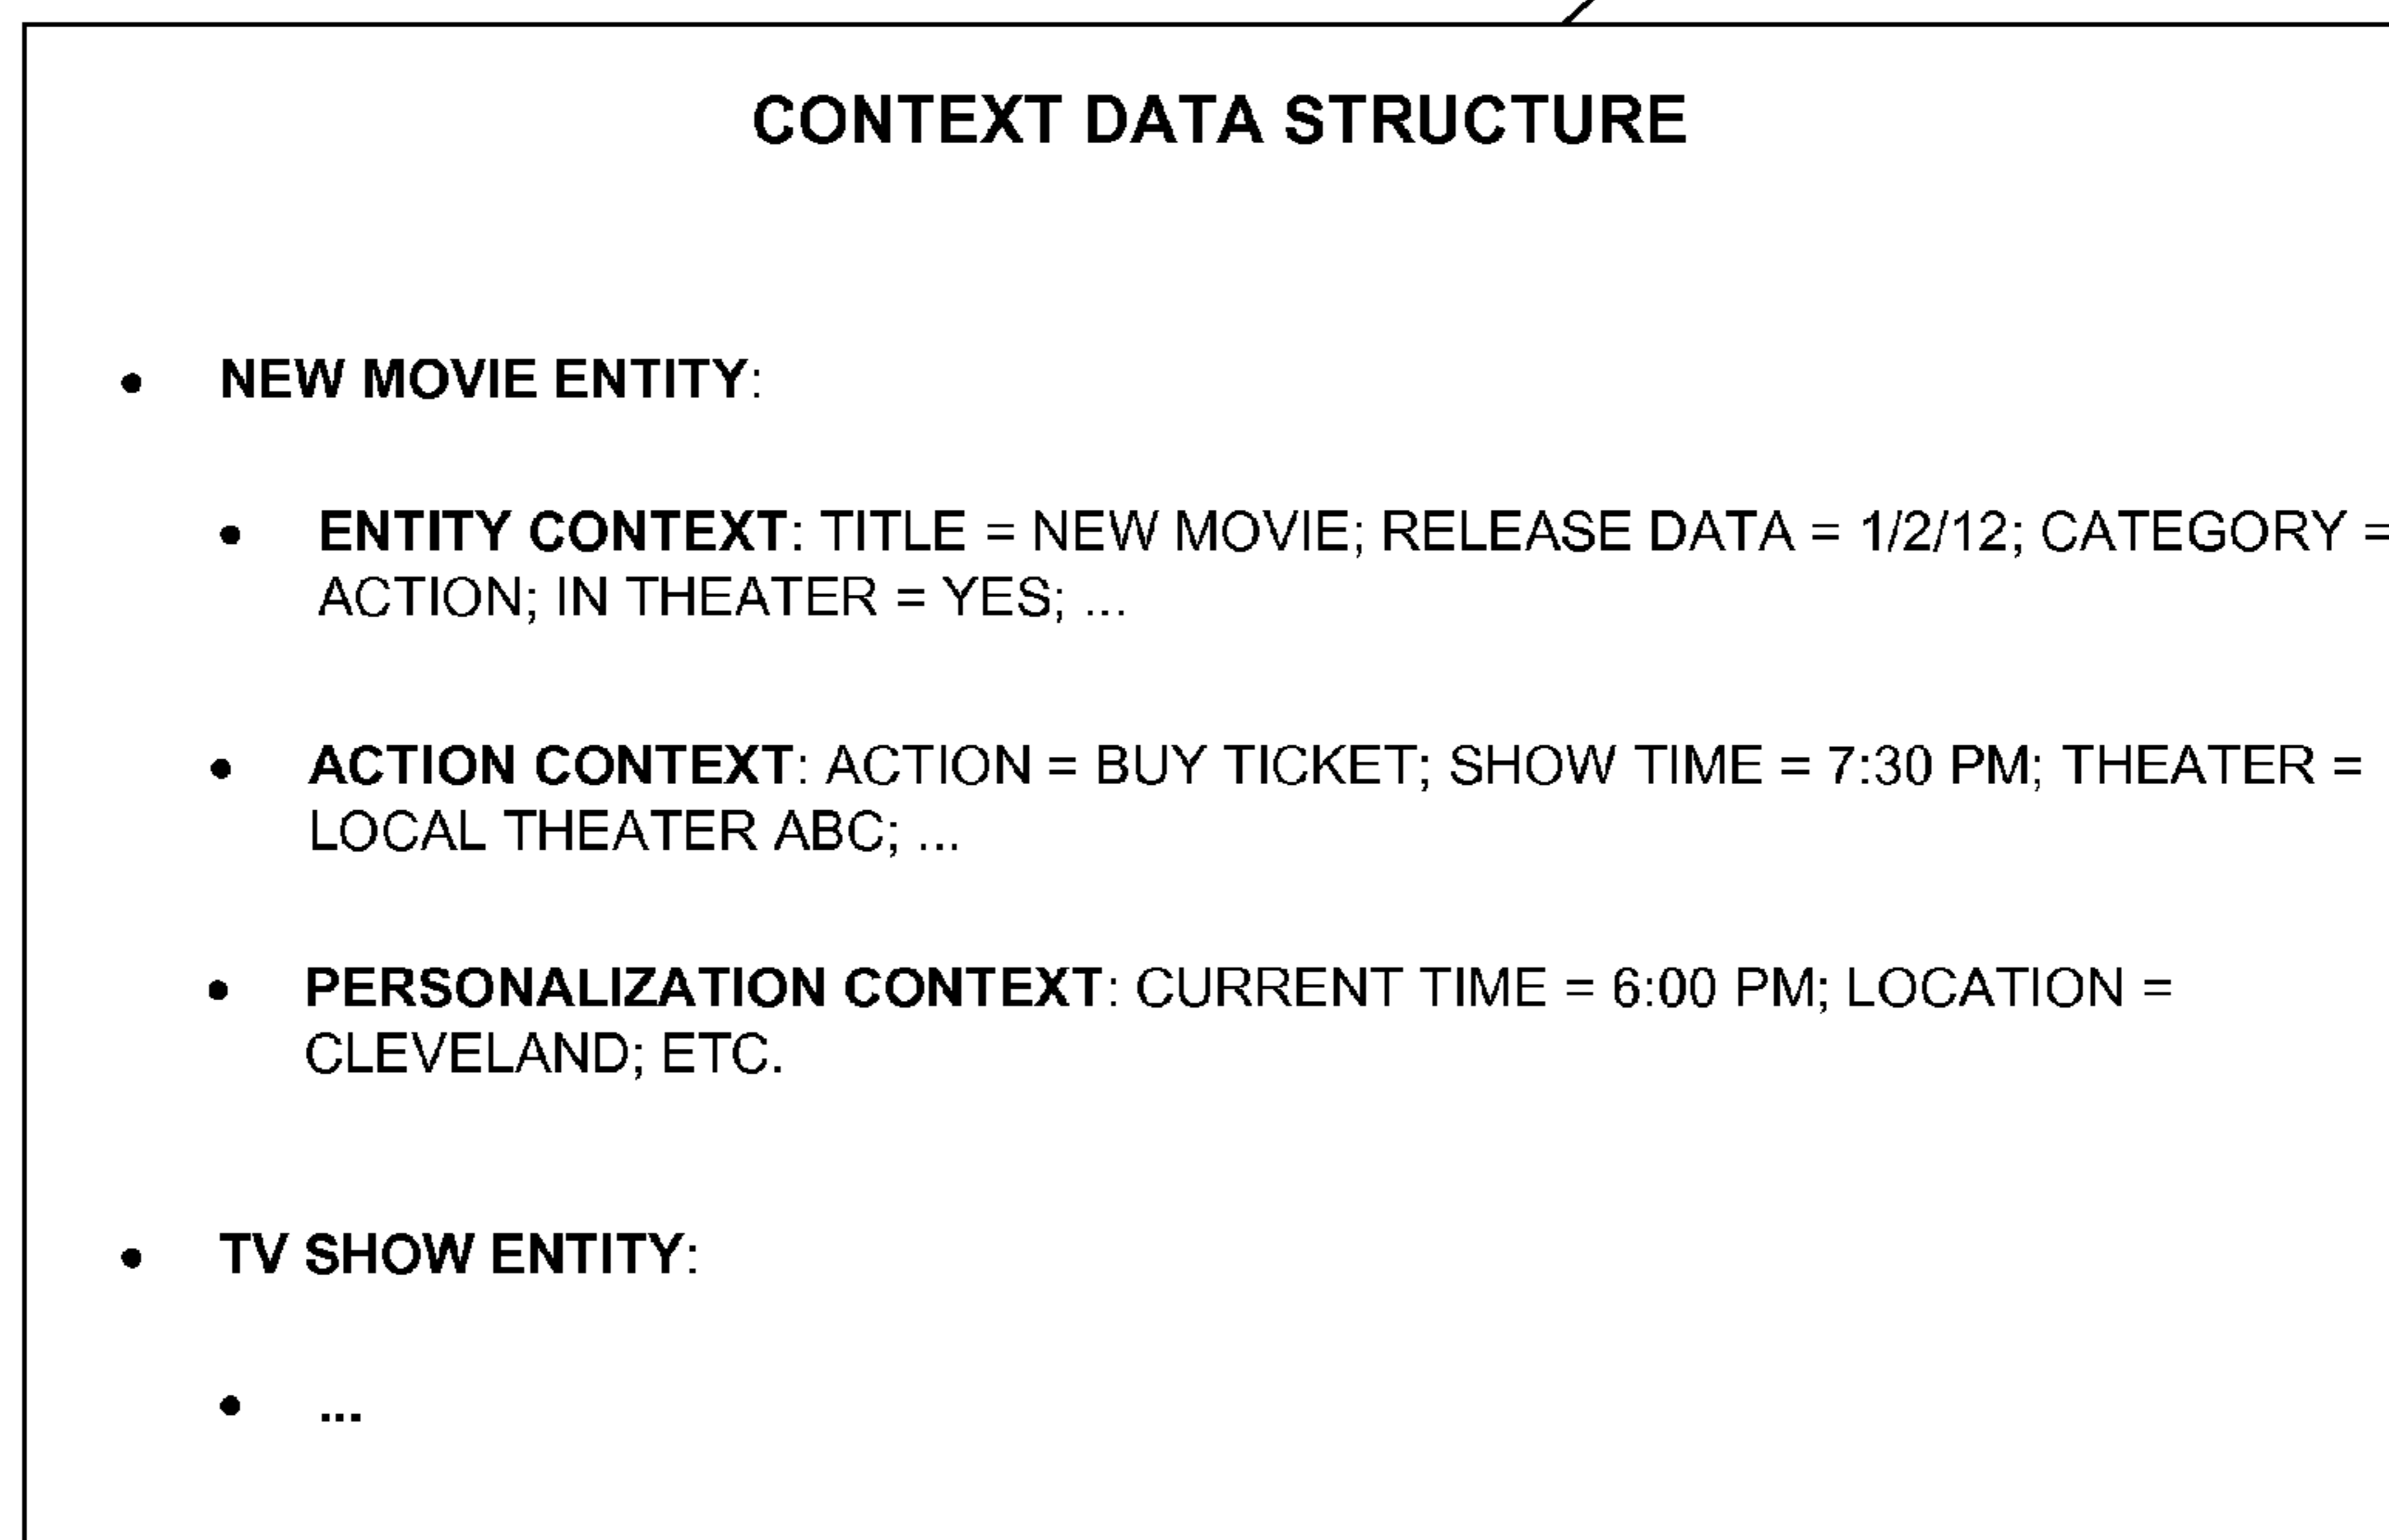 CONTEXT DATA STRUCTURE
• NEW MOVIE ENTITY:
• ENTITY CONTEXT: TITLE = NEW MOVIE; RELEASE DATA = 1/2/12; CATEGORY =
ACTION; IN THEATER = YES; ...
• ACTION CONTEXT: ACTION = BUY TICKET; SHOW TIME = 7:30 PM; THEATER =
LOCAL THEATER ABC; ...
• PERSONALIZATION CONTEXT: CURRENT TIME = 6:00 PM; LOCATION =
CLEVELAND; ETC.
• TV SHOW ENTITY:
• ...